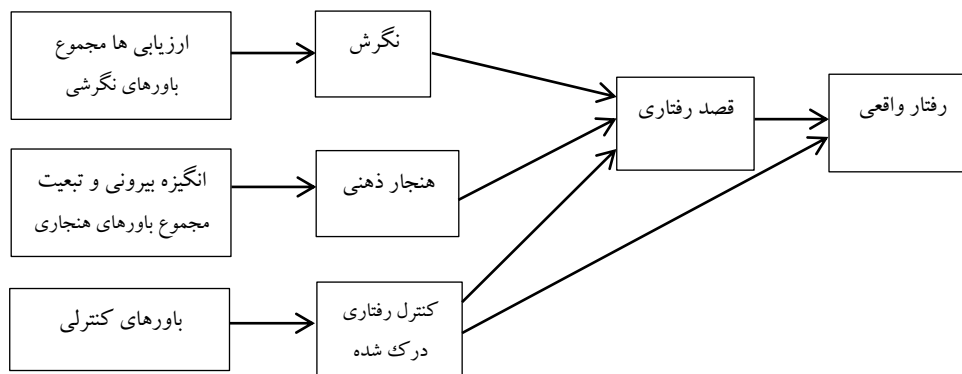 ارزیابی ها مجموع
باورهای نگرشی
نگرش
قصد رفتاری
رفتار واقعی
انگیزه بیرونی و تبعیت
مجموع باورهای هنجاری
هنجار ذهنی
باورهای کنترلی
کنترل رفتاری
درک شده